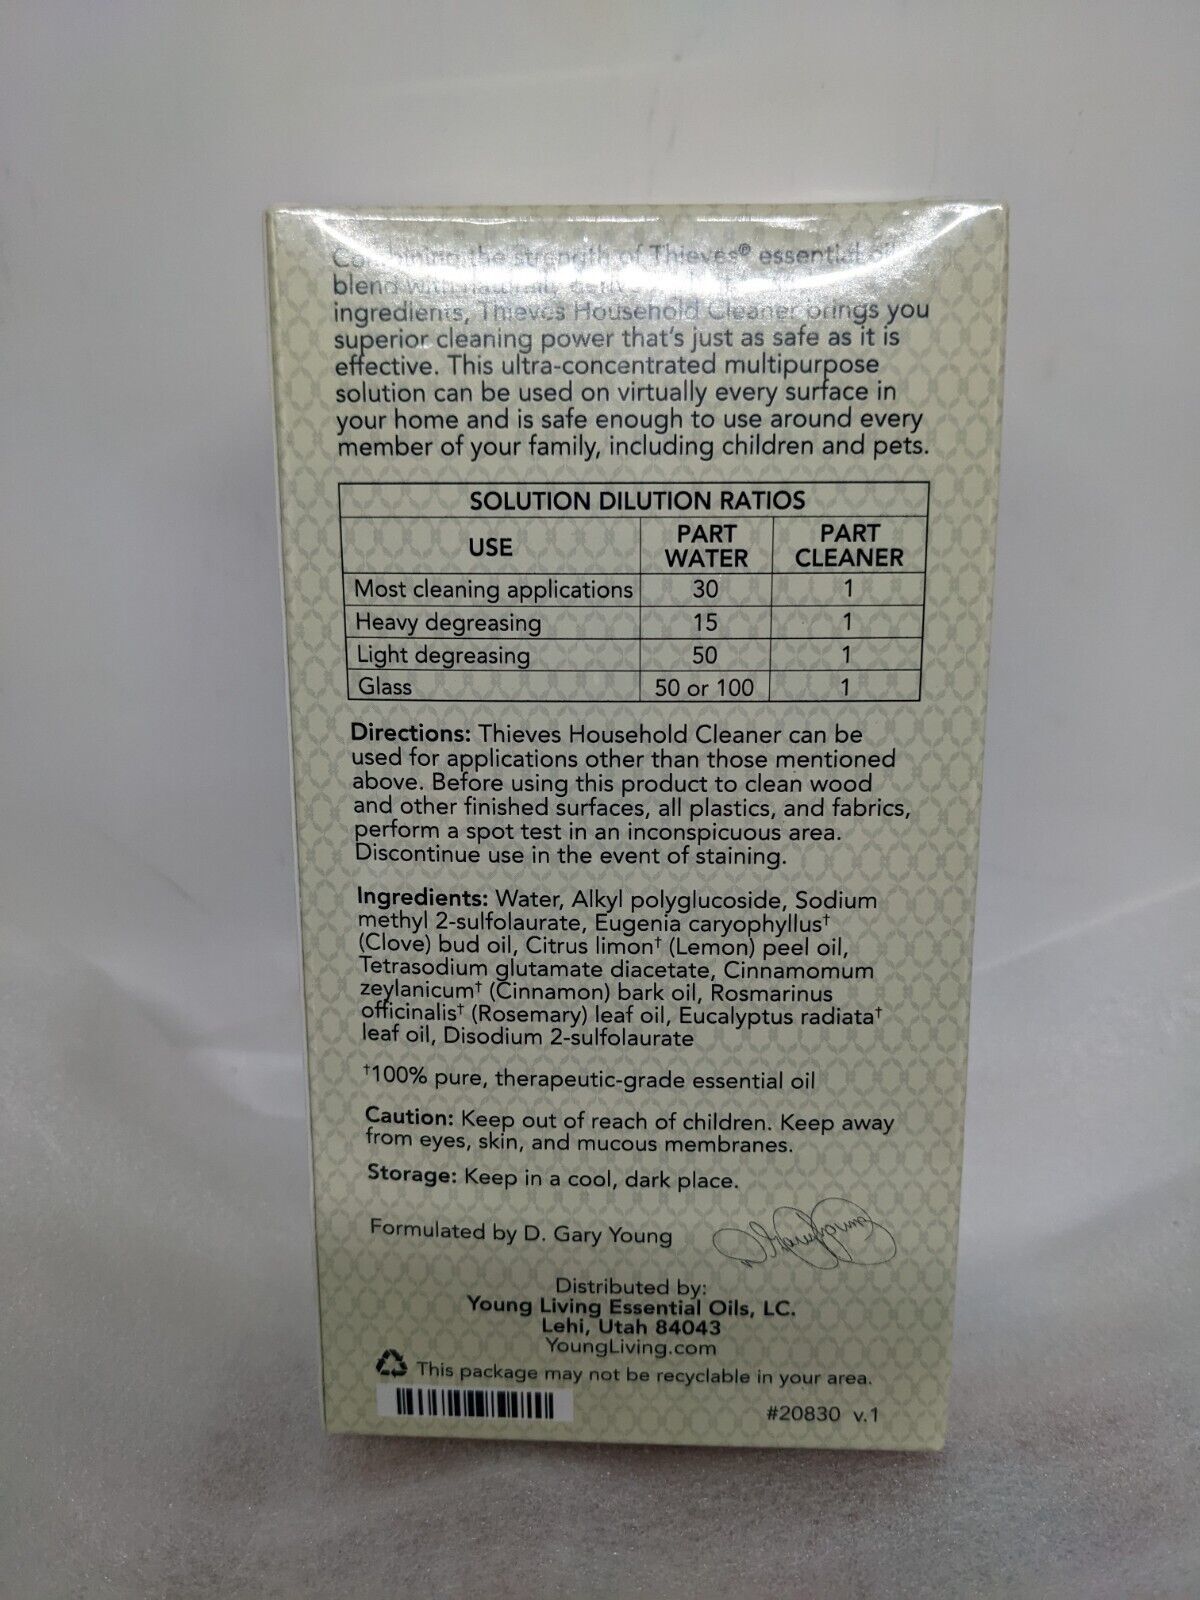 Combining the strength of Thieves® essential oil
blend with naturally
ingredients, Thieves Household Cleaner brings you
superior cleaning power that's just as safe as it is
effective. This ultra-concentrated multipurpose
solution can be used on virtually every surface in
your home and is safe enough to use around every
member of your family, including children and pets.
SOLUTION DILUTION RATIOS
USE PART WATER PART CLEANER
Most cleaning applications 30 1
Heavy degreasing 15 1
Light degreasing 50 1
Glass 50 or 100 1
Directions: Thieves Household Cleaner can be
used for applications other than those mentioned
above. Before using this product to clean wood
and other finished surfaces, all plastics, and fabrics,
perform a spot test in an inconspicuous area.
Discontinue use in the event of staining.
Ingredients: Water, Alkyl polyglucoside, Sodium
methyl 2-sulfolaurate, Eugenia caryophyllus†
(Clove) bud oil, Citrus limon† (Lemon) peel oil,
Tetrasodium glutamate diacetate, Cinnamomum
zeylanicum† (Cinnamon) bark oil, Rosmarinus
officinalis† (Rosemary) leaf oil, Eucalyptus radiata†
leaf oil, Disodium 2-sulfolaurate
†100% pure, therapeutic-grade essential oil
Caution: Keep out of reach of children. Keep away
from eyes, skin, and mucous membranes.
Storage: Keep in a cool, dark place.
Formulated by D. Gary Young
Distributed by:
Young Living Essential Oils, LC.
Lehi, Utah 84043
YoungLiving.com
This package may not be recyclable in your area.
#20830 v.1